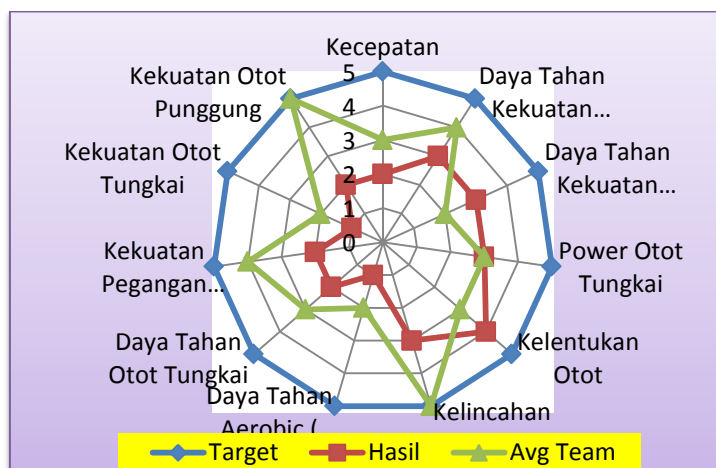 Kecepatan
Daya Tahan
Kekuatan...
Daya Tahan
Kekuatan...
Power Otot
Tungkai
Kelentukan
Otot
Kelincahan
Daya Tahan
Aerobic (
Daya Tahan
Otot Tungkai
Kekuatan
Pegangan...
Kekuatan Otot
Tungkai
Kekuatan Otot
Punggung
5
4
3
2
1
0
Target
Hasil
Avg Team